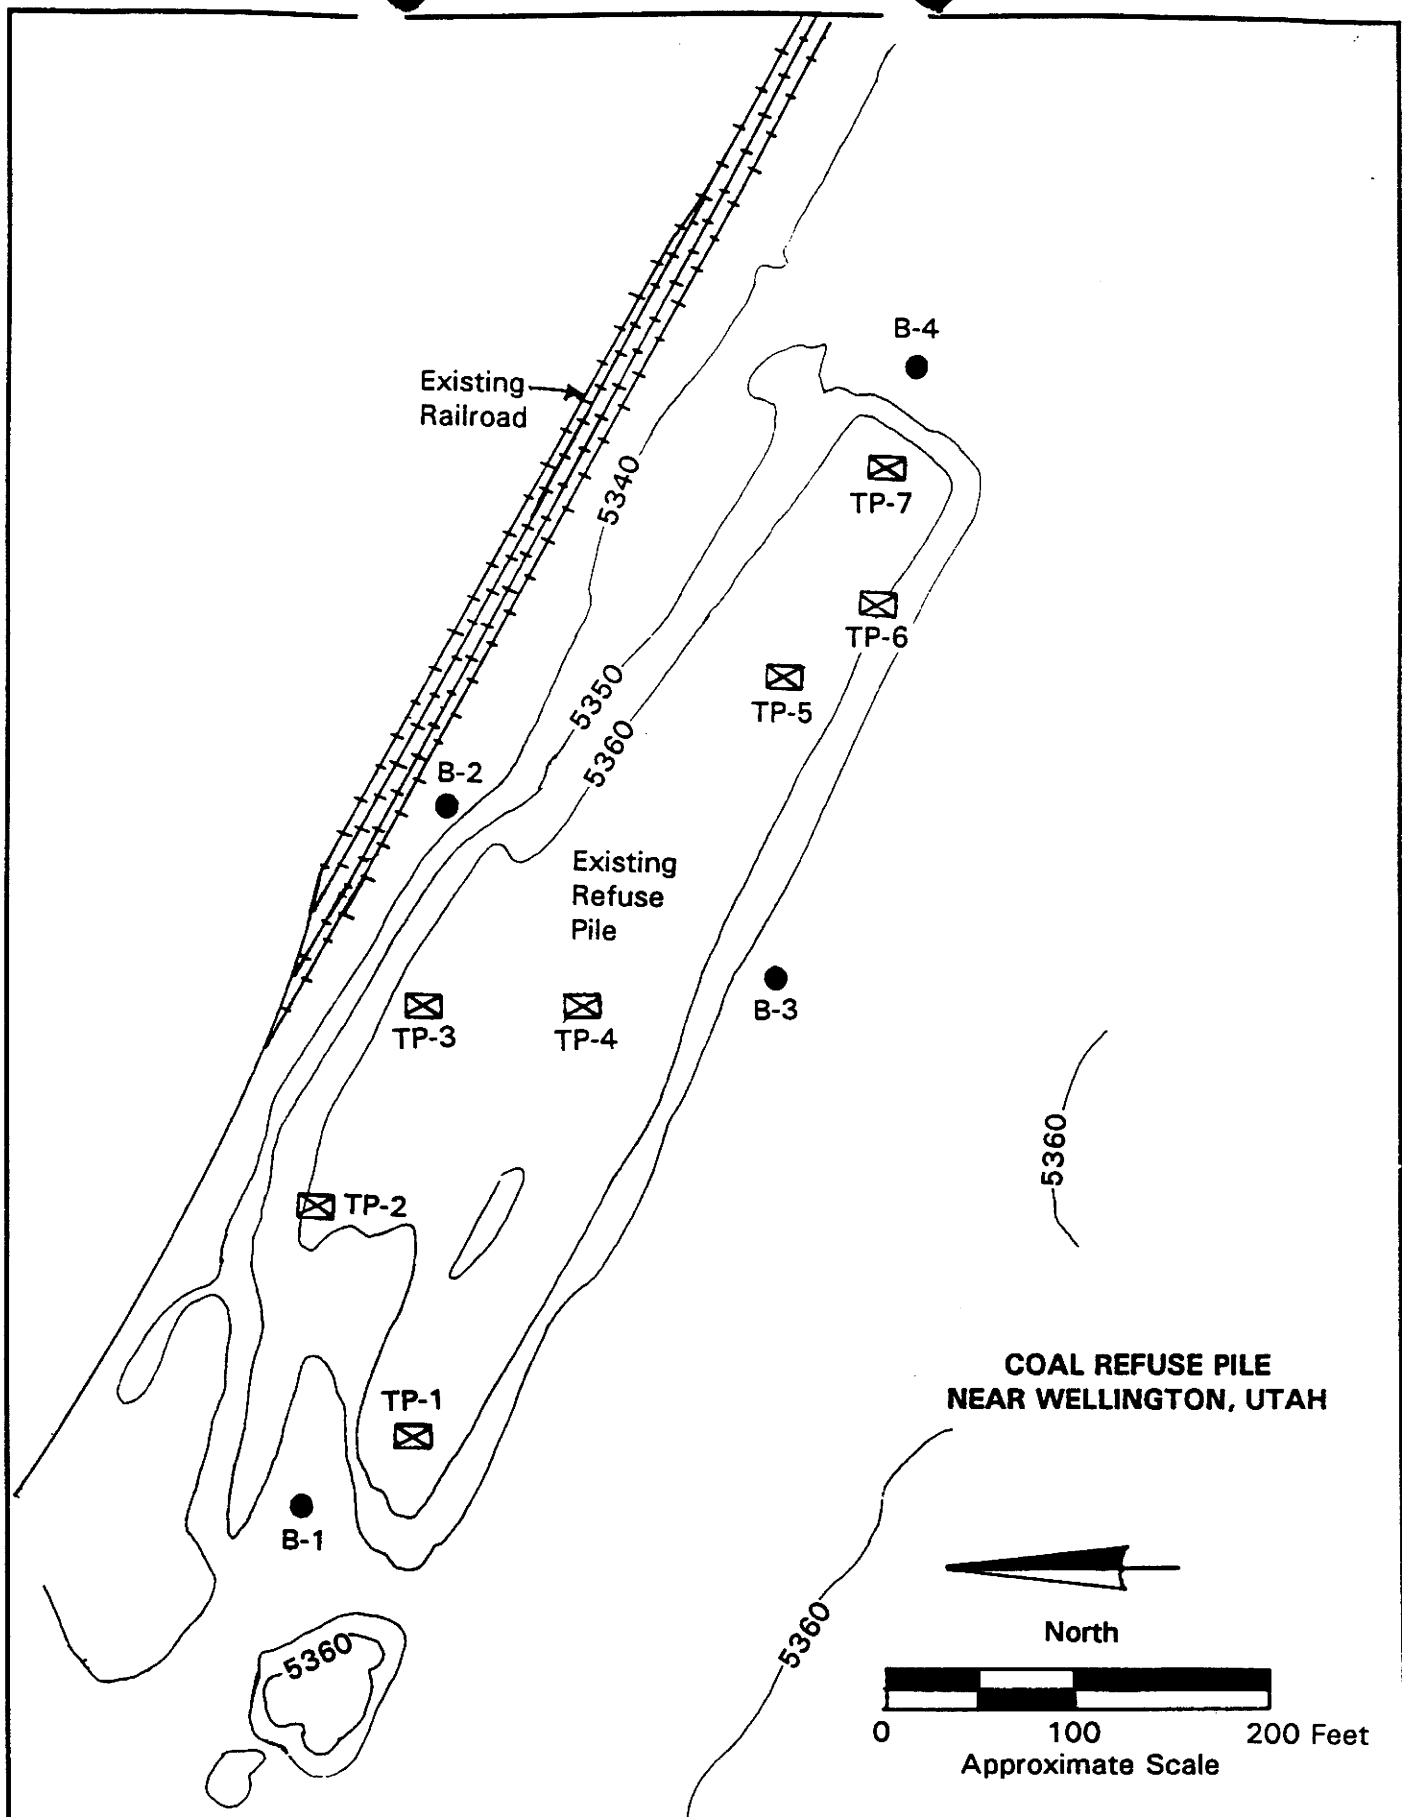 B-4
Existing
Railroad
5340
TP-7
TP-6
5350
TP-5
5360
B-2
Existing
Refuse
Pile
B-3
TP-3
TP-4
5360
TP-2
COAL REFUSE PILE
NEAR WELLINGTON, UTAH
TP-1
B-1
5360
5360
North
0 100 200 Feet
Approximate Scale